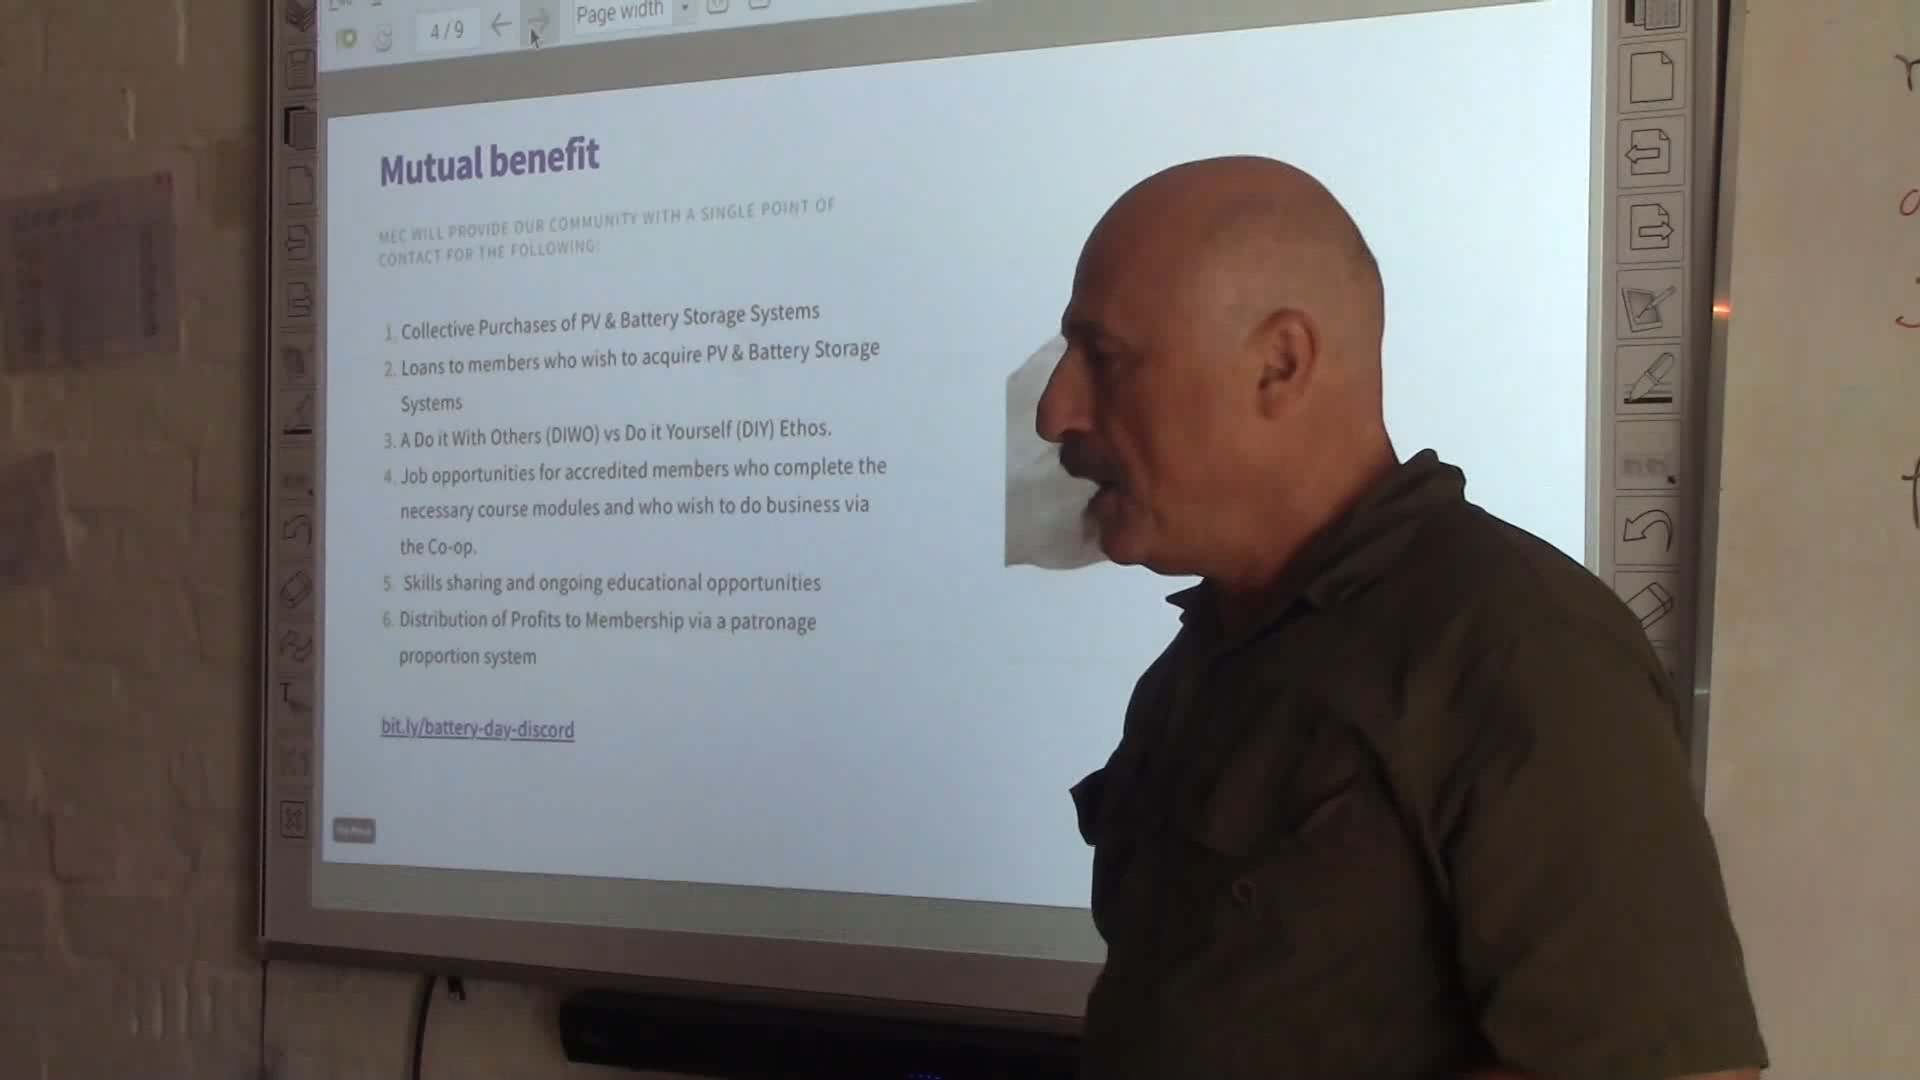 4 / 9
Page width
Mutual benefit
MEC WILL PROVIDE OUR COMMUNITY WITH A SINGLE POINT OF
CONTACT FOR THE FOLLOWING:
1. Collective Purchases of PV & Battery Storage Systems
2. Loans to members who wish to acquire PV & Battery Storage
Systems
3. A Do it With Others (DIWO) vs Do it Yourself (DIY) Ethos.
4. Job opportunities for accredited members who complete the
necessary course modules and who wish to do business via
the Co-op.
5. Skills sharing and ongoing educational opportunities
6. Distribution of Profits to Membership via a patronage
proportion system
bit.ly/battery-day-discord